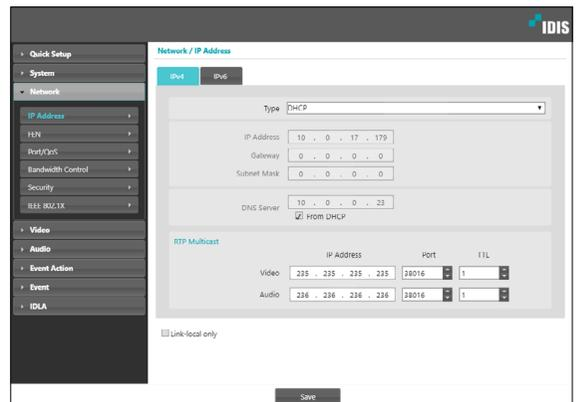 IDIS
Quick Setup
System
Network
IP Address
FEN
Port/QoS
Bandwidth Control
Security
IEEE 802.1X
Video
Audio
Event Action
Event
IDLA
Network / IP Address
IPv4 IPv6
Type DHCP
IP Address 10 . 0 . 17 . 179
Gateway 0 . 0 . 0 . 0
Subnet Mask 0 . 0 . 0 . 0
DNS Server 10 . 0 . 0 . 23
From DHCP
RTP Multicast
IP Address Port TTL
Video 235 . 235 . 235 . 235 38016 1
Audio 236 . 236 . 236 . 236 38016 1
Link-local only
Save